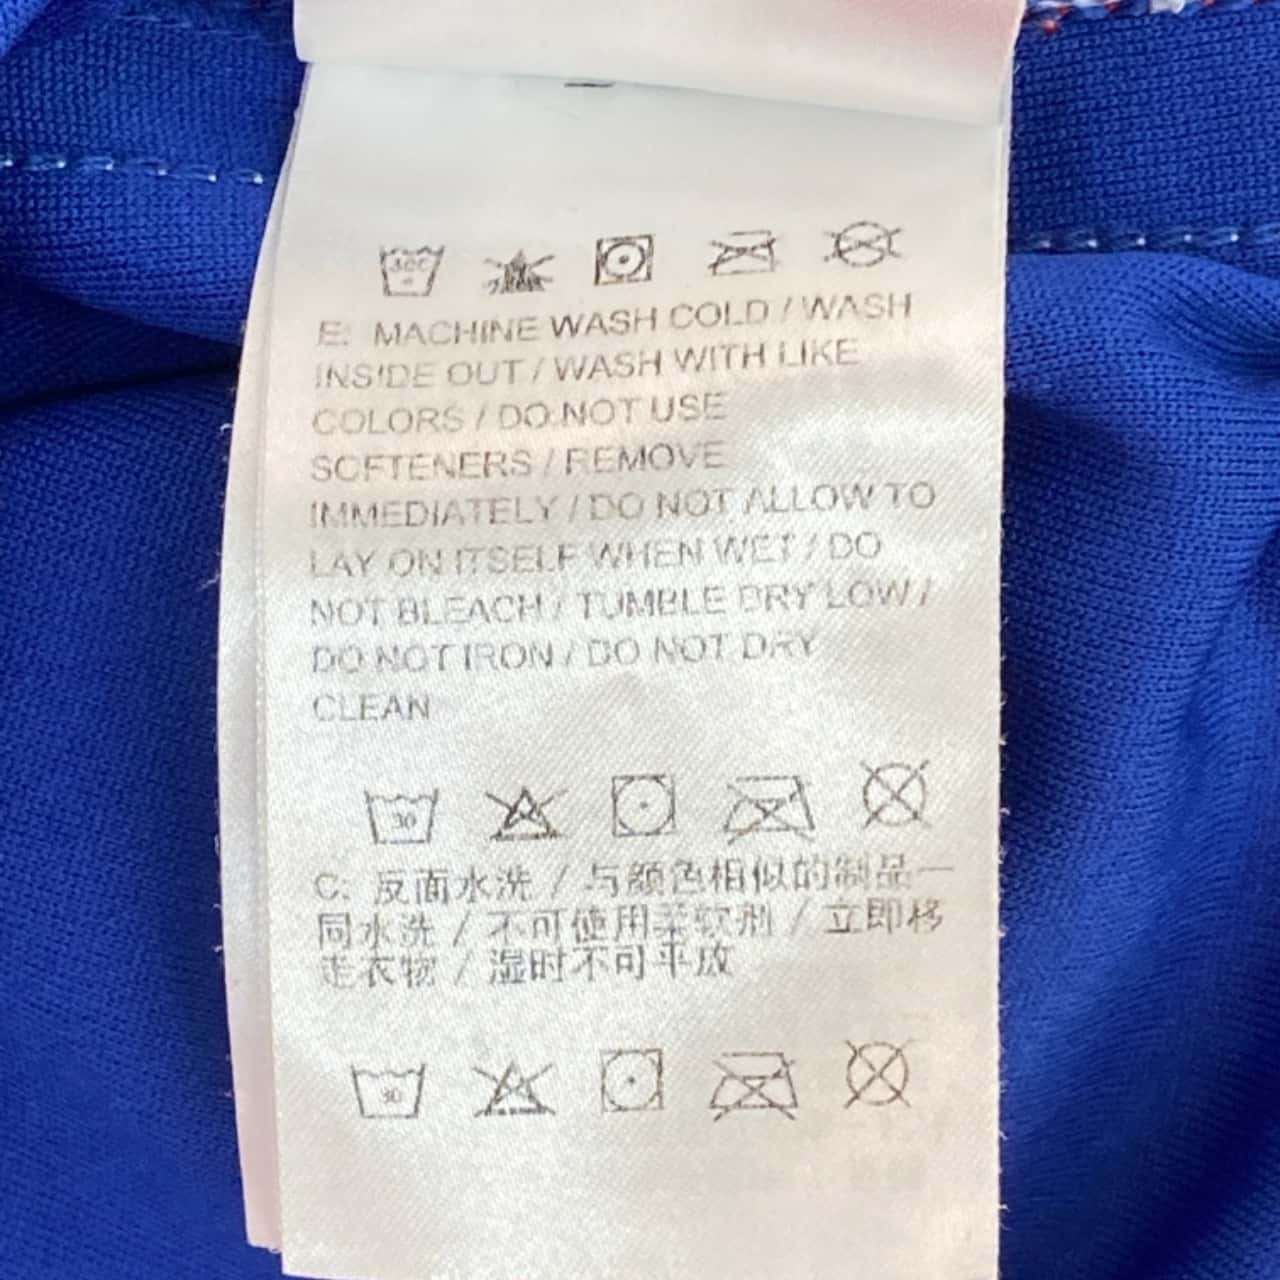 E: MACHINE WASH COLD / WASH
INSIDE OUT / WASH WITH LIKE
COLORS / DO NOT USE
SOFTENERS / REMOVE
IMMEDIATELY / DO NOT ALLOW TO
LAY ON ITSELF WHEN WET / DO
NOT BLEACH / TUMBLE DRY LOW /
DO NOT IRON / DO NOT DRY
CLEAN
30
C: 反面水洗 / 与颜色相似的制品一
同水洗 / 不可使用柔软剂 / 立即移
走衣物 / 湿时不可平放
30